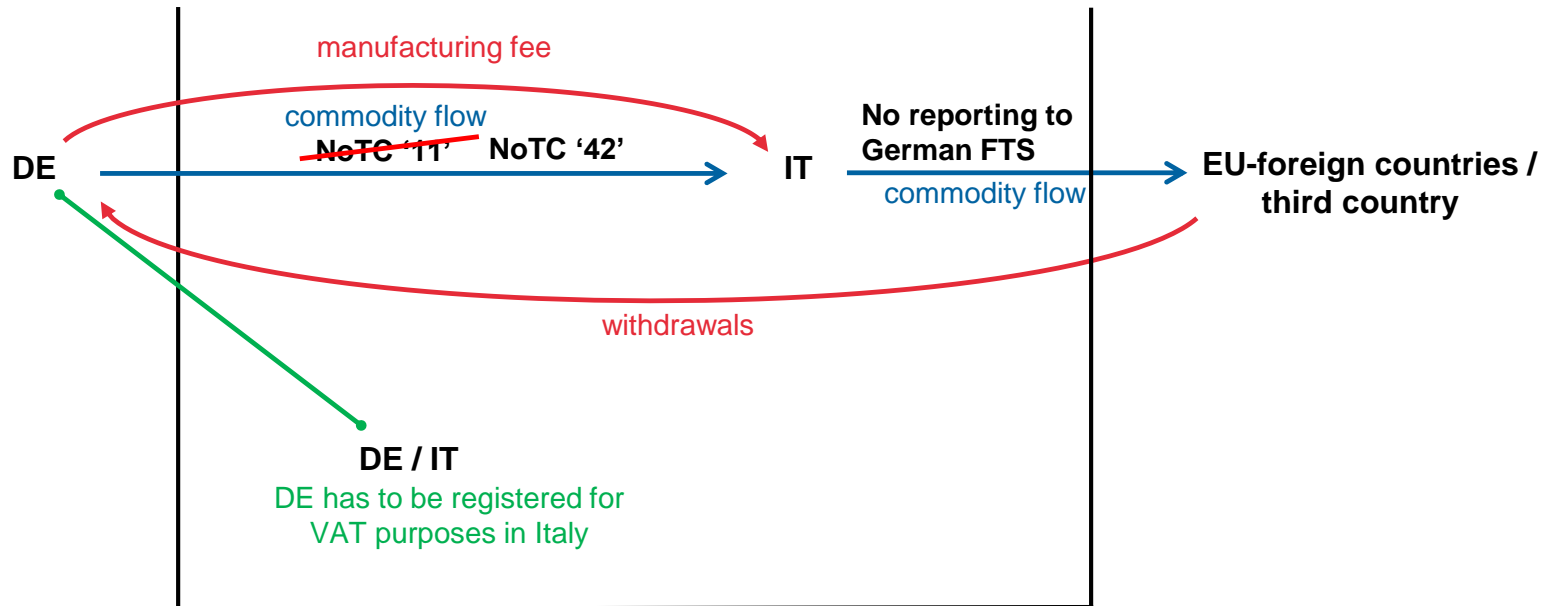 manufacturing fee
commodity flow
NoTC ‘11’ NoTC ‘42’
No reporting to
German FTS
DE
IT
EU-foreign countries /
third country
commodity flow
withdrawals
DE / IT
DE has to be registered for
VAT purposes in Italy